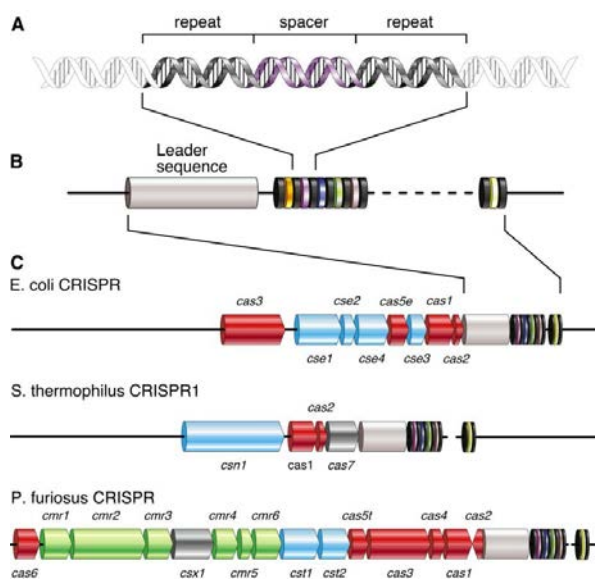 A
repeat spacer repeat
B
Leader
sequence
C
E. coli CRISPR
cse2 cas5e cas1
cas3
cse1 cse4 cse3 cas2
S. thermophilus CRISPR1
cas2
csn1 cas1 cas7
P. furiosus CRISPR
cmr1 cmr2 cmr3 cmr4 cmr6 cas5t cas4 cas2
cas6 csx1 cmr5 cst1 cst2 cas3 cas1